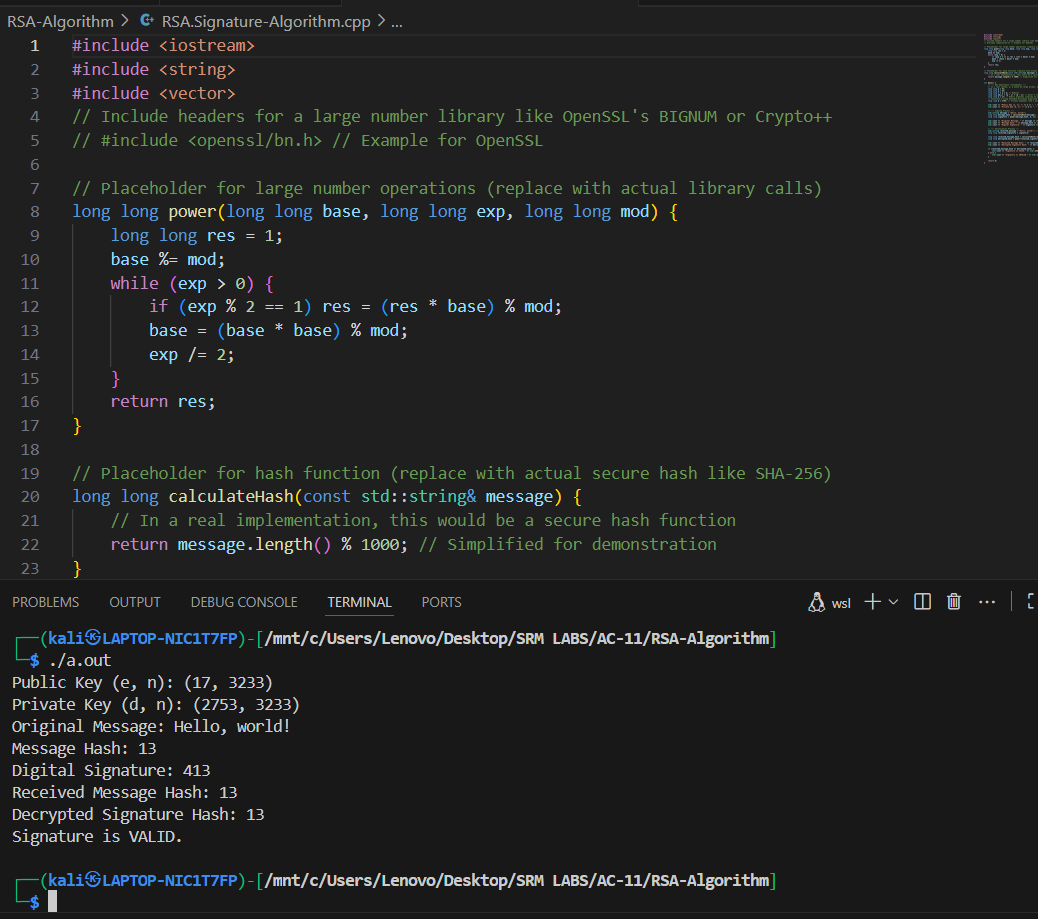 RSA-Algorithm > RSA.Signature-Algorithm.cpp > ...
1 #include <iostream>
2 #include <string>
3 #include <vector>
4 // Include headers for a large number library like OpenSSL's BIGNUM or Crypto++
5 // #include <openssl/bn.h> // Example for OpenSSL
6
7 // Placeholder for large number operations (replace with actual library calls)
8 long long power(long long base, long long exp, long long mod) {
9     long long res = 1;
10     base %= mod;
11     while (exp > 0) {
12         if (exp % 2 == 1) res = (res * base) % mod;
13         base = (base * base) % mod;
14         exp /= 2;
15     }
16     return res;
17 }
18
19 // Placeholder for hash function (replace with actual secure hash like SHA-256)
20 long long calculateHash(const std::string& message) {
21     // In a real implementation, this would be a secure hash function
22     return message.length() % 1000; // Simplified for demonstration
23 }
PROBLEMS OUTPUT DEBUG CONSOLE TERMINAL PORTS wsl
(kali㉿LAPTOP-NIC1T7FP)-[/mnt/c/Users/Lenovo/Desktop/SRM LABS/AC-11/RSA-Algorithm]
$ ./a.out
Public Key (e, n): (17, 3233)
Private Key (d, n): (2753, 3233)
Original Message: Hello, world!
Message Hash: 13
Digital Signature: 413
Received Message Hash: 13
Decrypted Signature Hash: 13
Signature is VALID.
(kali㉿LAPTOP-NIC1T7FP)-[/mnt/c/Users/Lenovo/Desktop/SRM LABS/AC-11/RSA-Algorithm]
$